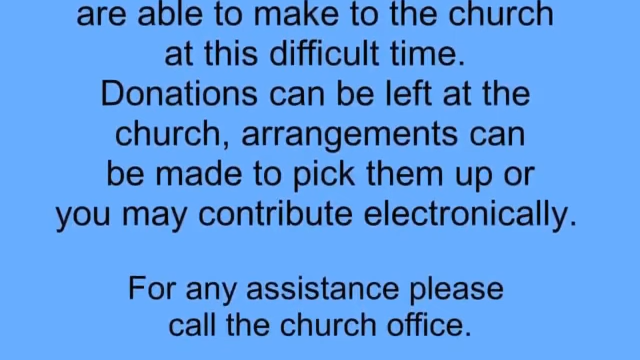 are able to make to the church
at this difficult time.
Donations can be left at the
church, arrangements can
be made to pick them up or
you may contribute electronically.
For any assistance please
call the church office.